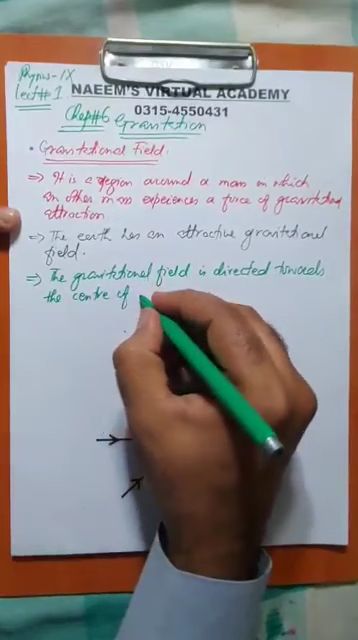 Physics-IX
Lect# 1
NAEEM'S VIRTUAL ACADEMY
0315-4550431
Chep#6 Gravitation
• Gravitational Field:
⇒ It is a region around a mass in which
an other mass experiences a force of gravitational
attraction.
⇒ The earth has an attractive gravitational
field.
⇒ The gravitational field is directed towards
the centre of